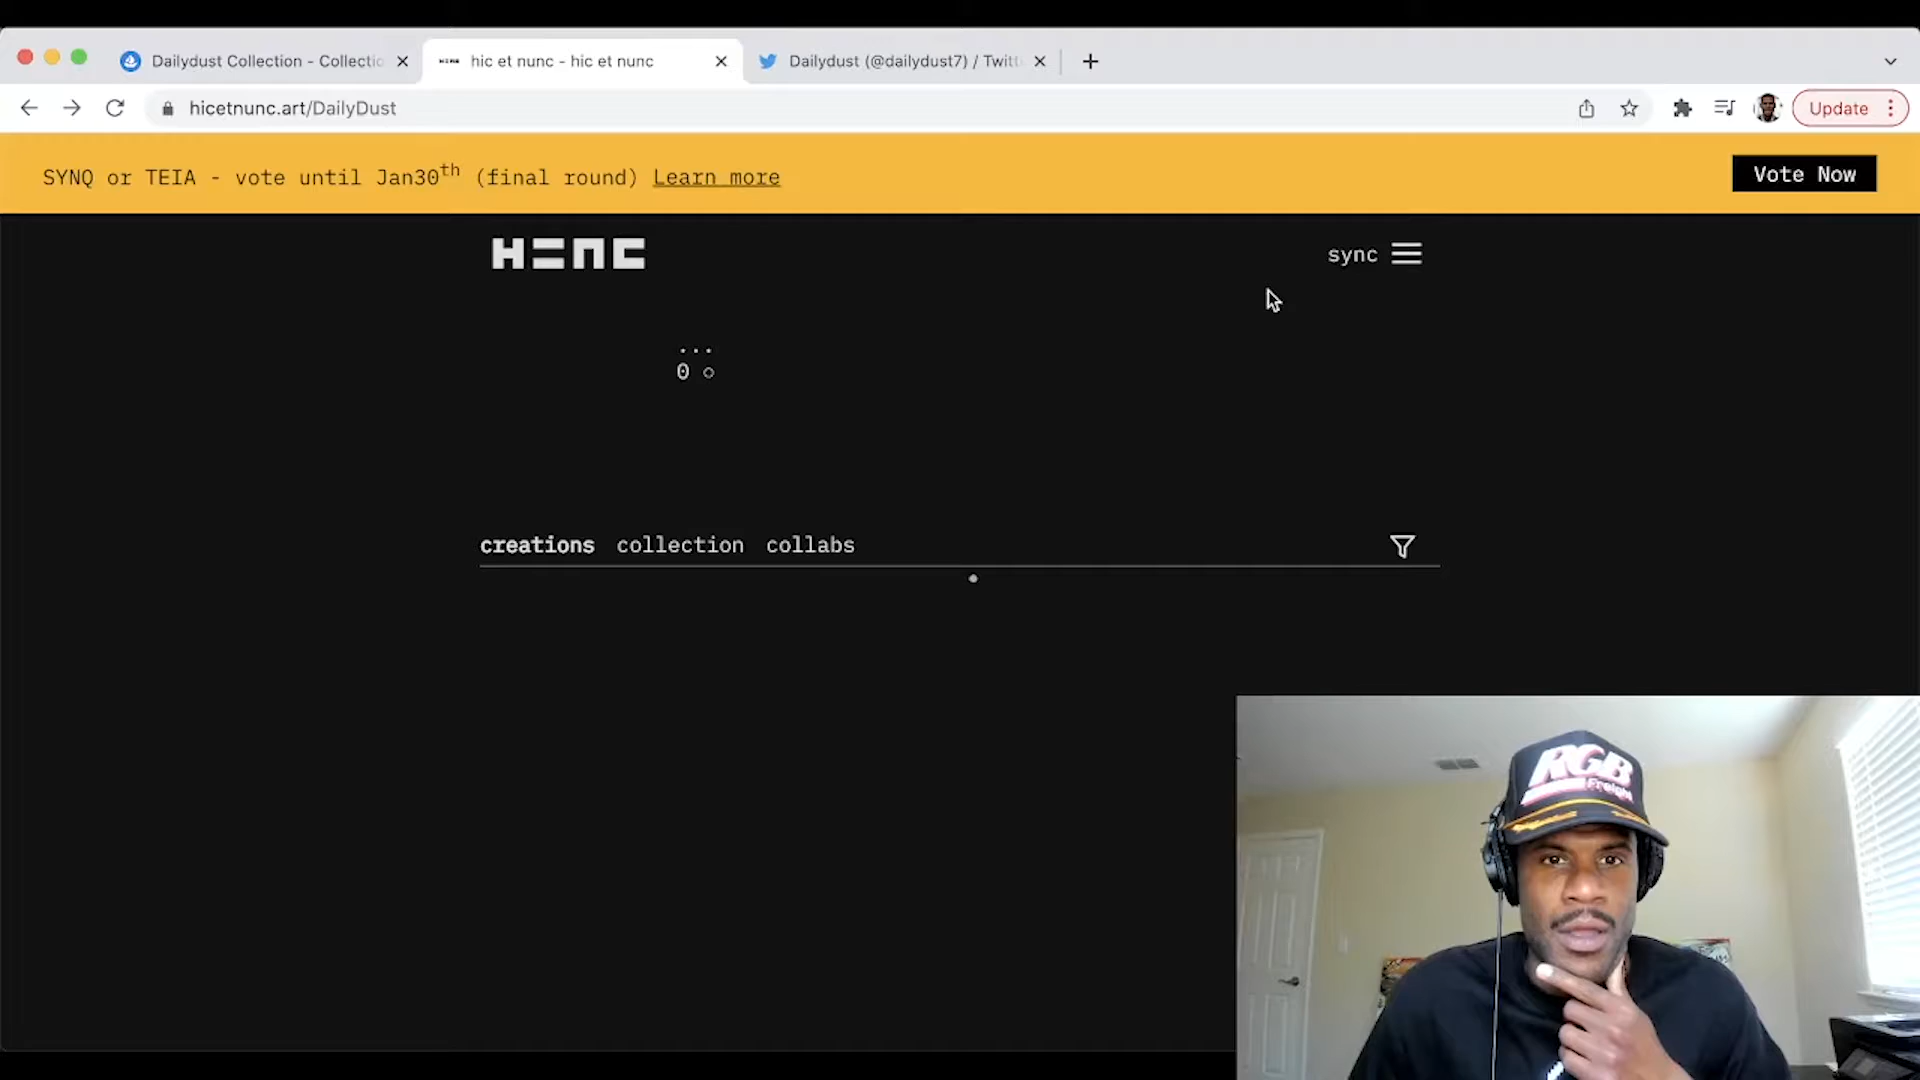 Dailydust Collection - Collectio
hic et nunc - hic et nunc
Dailydust (@dailydust7) / Twitt
hicetnunc.art/DailyDust
Update
SYNQ or TEIA - vote until Jan30th (final round) Learn more
Vote Now
H=NC
sync
...
0 ○
creations collection collabs
RGB
Freight